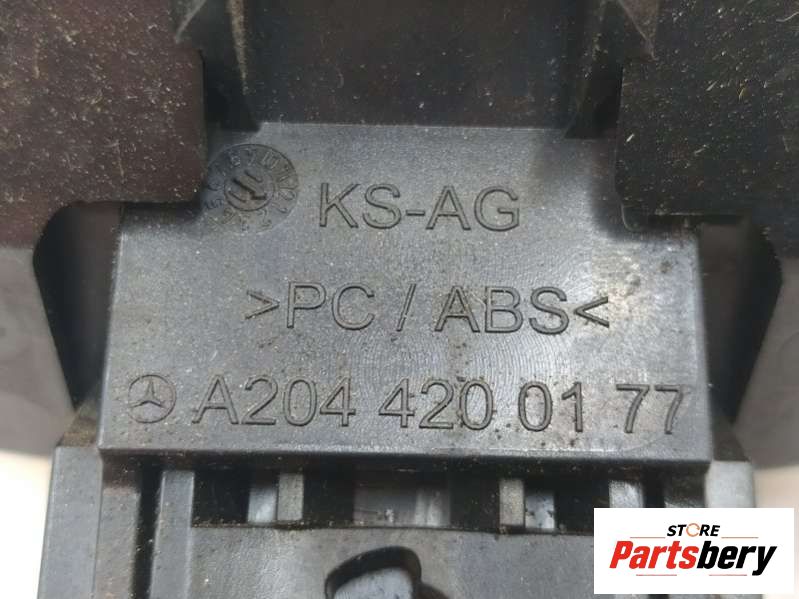 KS-AG
>PC / ABS<
A204 420 01 77
STORE
Partsbery